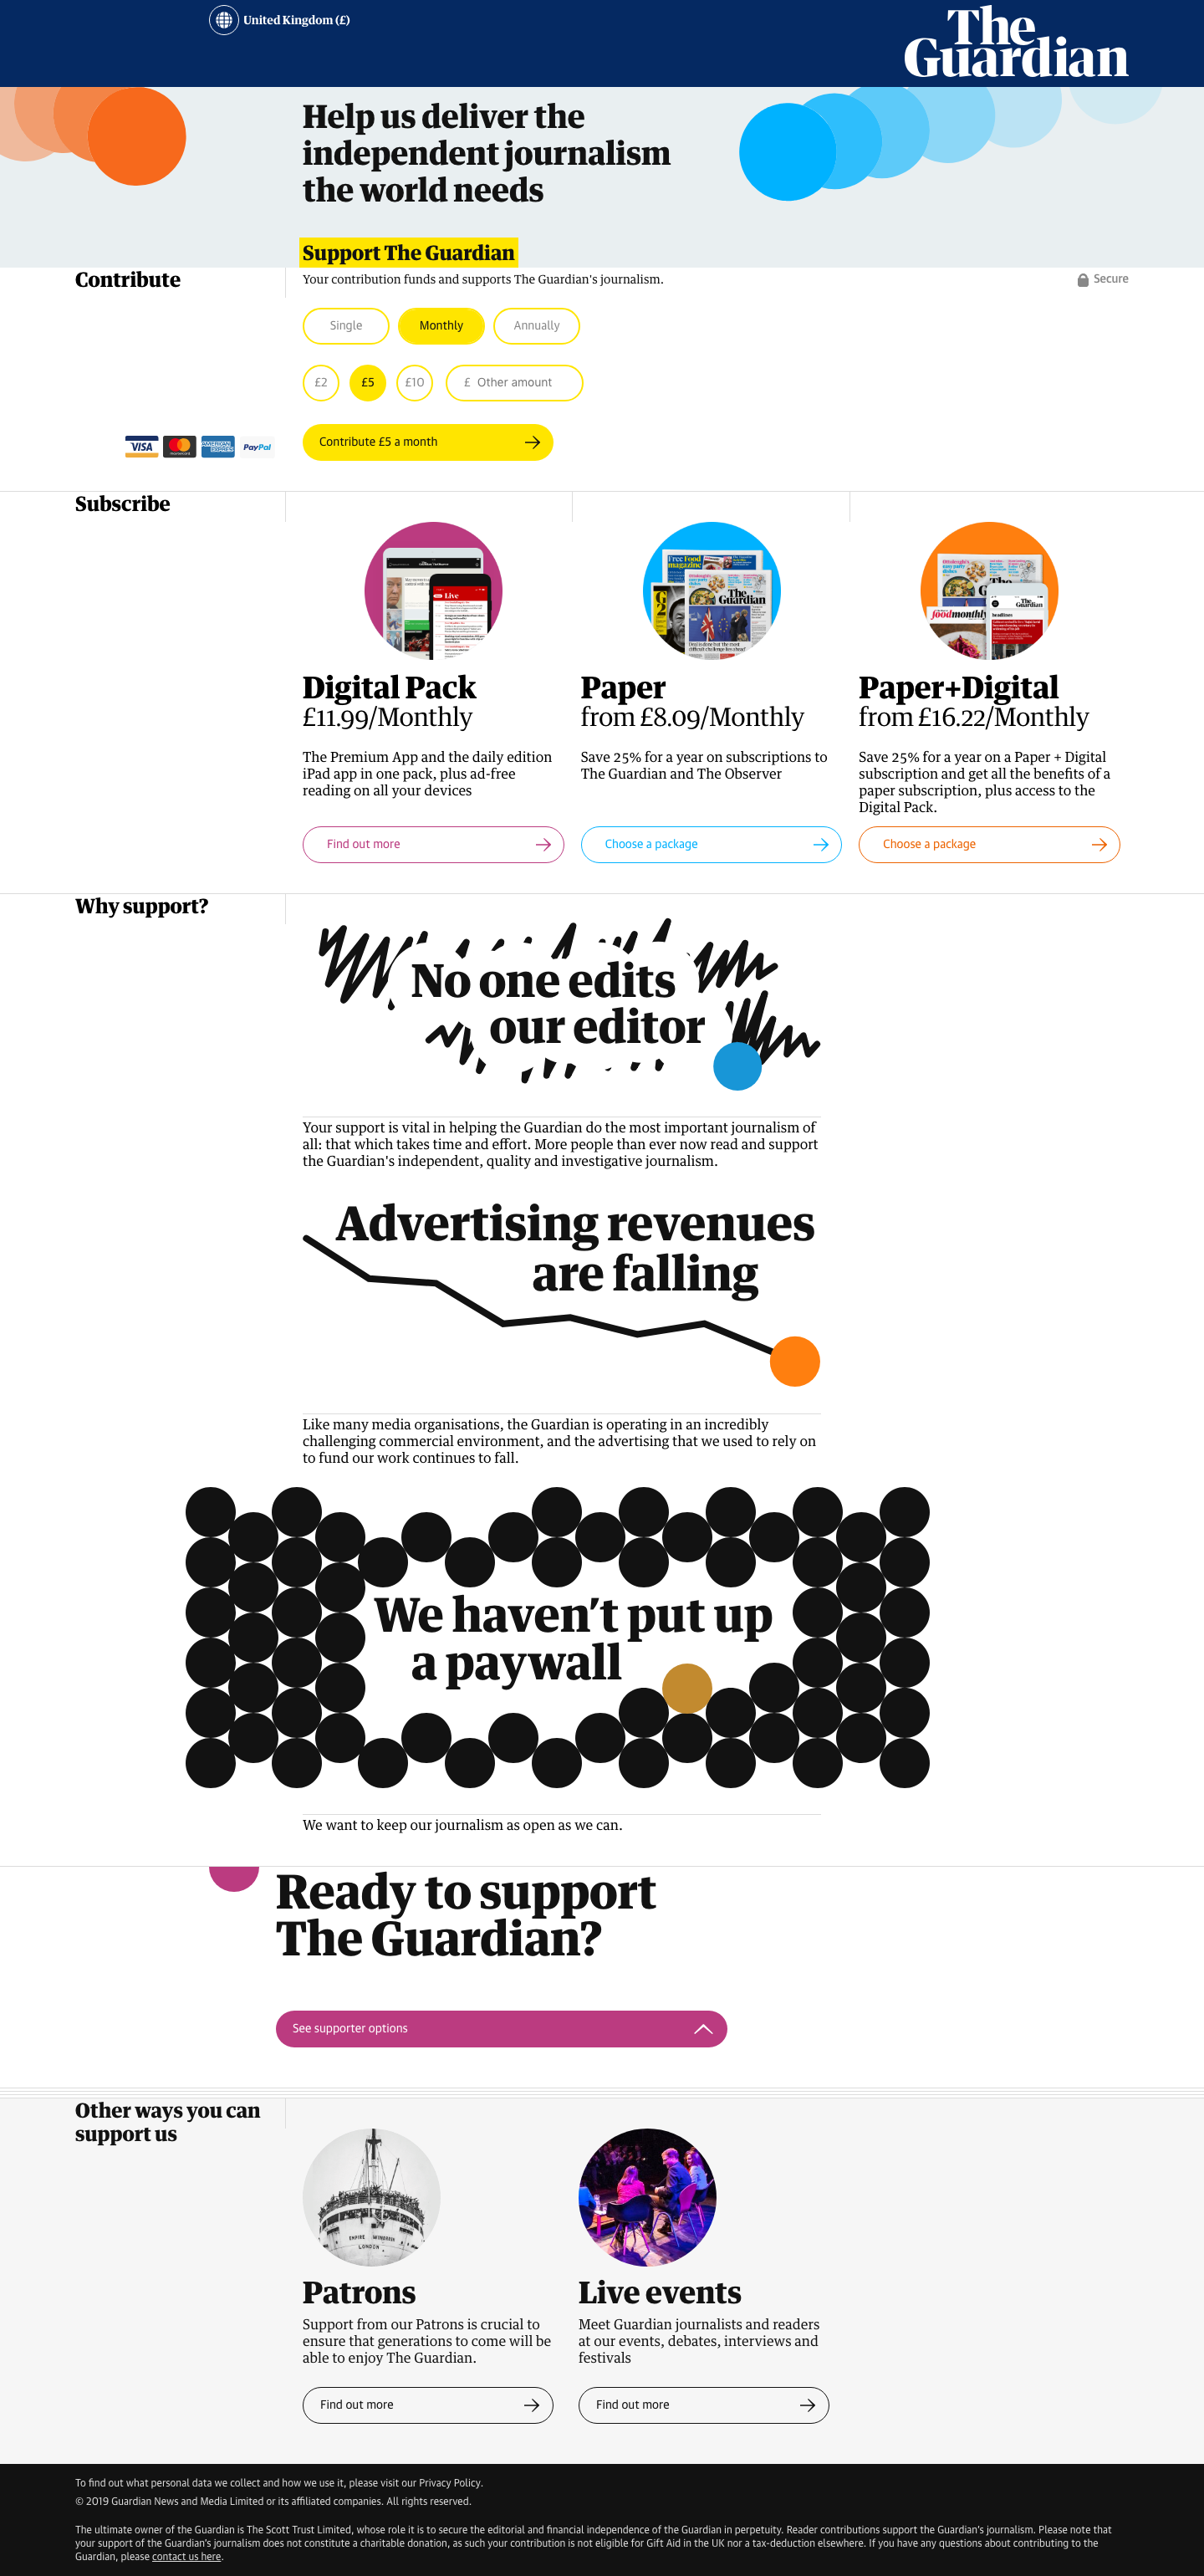 United Kingdom (£)
The
Guardian
Help us deliver the
independent journalism
the world needs
Support The Guardian
Contribute
Your contribution funds and supports The Guardian's journalism.
Secure
Single
Monthly
Annually
£2
£5
£10
£ Other amount
VISA
AMERICAN EXPRESS
PayPal
Contribute £5 a month
Subscribe
Live
Free Food
magazine
G2
The
Guardian
The
Guardian
foodmonthly
Headlines
Digital Pack
£11.99/Monthly
The Premium App and the daily edition
iPad app in one pack, plus ad-free
reading on all your devices
Find out more
Paper
from £8.09/Monthly
Save 25% for a year on subscriptions to
The Guardian and The Observer
Choose a package
Paper+Digital
from £16.22/Monthly
Save 25% for a year on a Paper + Digital
subscription and get all the benefits of a
paper subscription, plus access to the
Digital Pack.
Choose a package
Why support?
No one edits
our editor
Your support is vital in helping the Guardian do the most important journalism of
all: that which takes time and effort. More people than ever now read and support
the Guardian's independent, quality and investigative journalism.
Advertising revenues
are falling
Like many media organisations, the Guardian is operating in an incredibly
challenging commercial environment, and the advertising that we used to rely on
to fund our work continues to fall.
We haven’t put up
a paywall
We want to keep our journalism as open as we can.
Ready to support
The Guardian?
See supporter options
Other ways you can
support us
EMPIRE WINDRUSH
LONDON
Patrons
Support from our Patrons is crucial to
ensure that generations to come will be
able to enjoy The Guardian.
Find out more
Live events
Meet Guardian journalists and readers
at our events, debates, interviews and
festivals
Find out more
To find out what personal data we collect and how we use it, please visit our Privacy Policy.
© 2019 Guardian News and Media Limited or its affiliated companies. All rights reserved.
The ultimate owner of the Guardian is The Scott Trust Limited, whose role it is to secure the editorial and financial independence of the Guardian in perpetuity. Reader contributions support the Guardian’s journalism. Please note that
your support of the Guardian’s journalism does not constitute a charitable donation, as such your contribution is not eligible for Gift Aid in the UK nor a tax-deduction elsewhere. If you have any questions about contributing to the
Guardian, please contact us here.